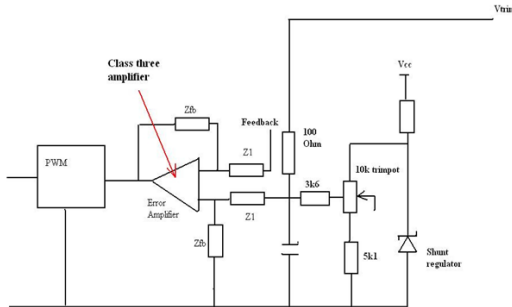 Vtrim
Class three
amplifier
Vcc
Zfb
Feedback
100
Ohm
Z1
10k trimpot
PWM
3k6
Error
Amplifier
Z1
Zfb
5k1
Shunt
regulator